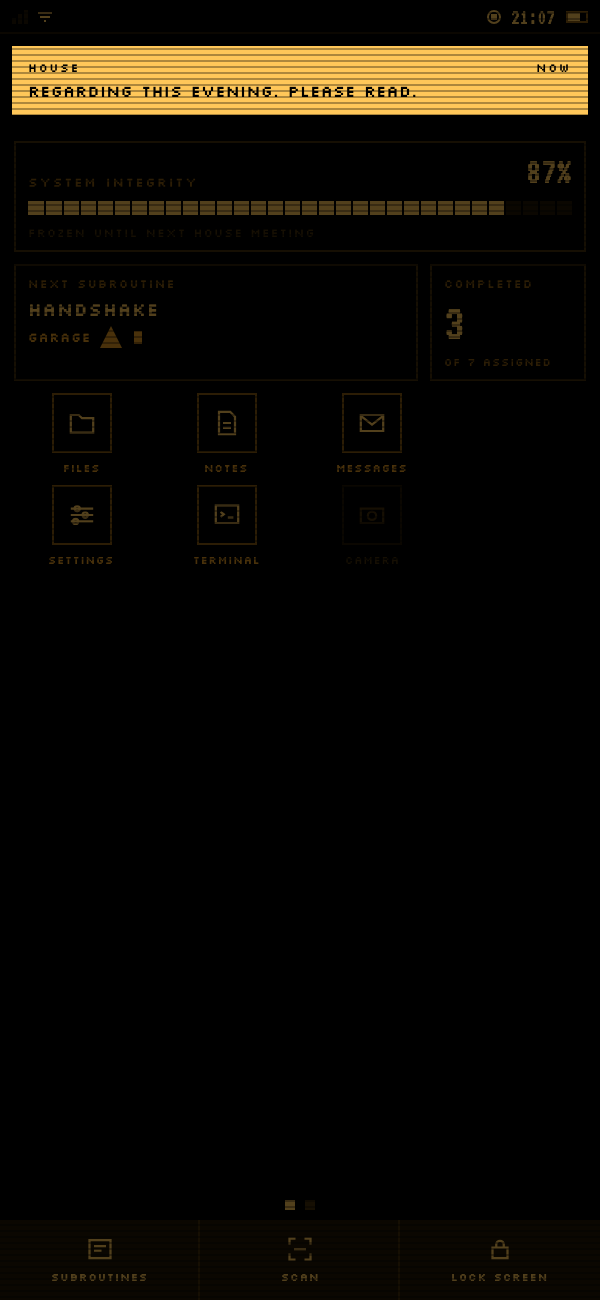 21:07
HOUSE NOW
REGARDING THIS EVENING. PLEASE READ.
SYSTEM INTEGRITY 87%
FROZEN UNTIL NEXT HOUSE MEETING
NEXT SUBROUTINE
HANDSHAKE
GARAGE
COMPLETED
3
OF 7 ASSIGNED
FILES NOTES MESSAGES
SETTINGS TERMINAL CAMERA
SUBROUTINES SCAN LOCK SCREEN